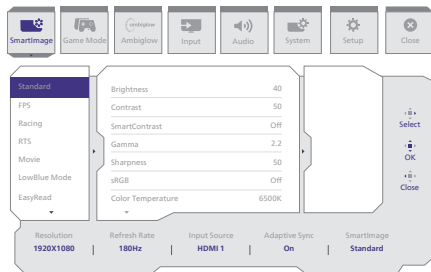 SmartImage
Game Mode
ambiglow
Ambiglow
Input
Audio
System
Setup
Close
Standard
FPS
Racing
RTS
Movie
LowBlue Mode
EasyRead
Brightness 40
Contrast 50
SmartContrast Off
Gamma 2.2
Sharpness 50
sRGB Off
Color Temperature 6500K
Select
OK
Close
Resolution Refresh Rate Input Source Adaptive Sync SmartImage
1920X1080 | 180Hz | HDMI 1 | On | Standard